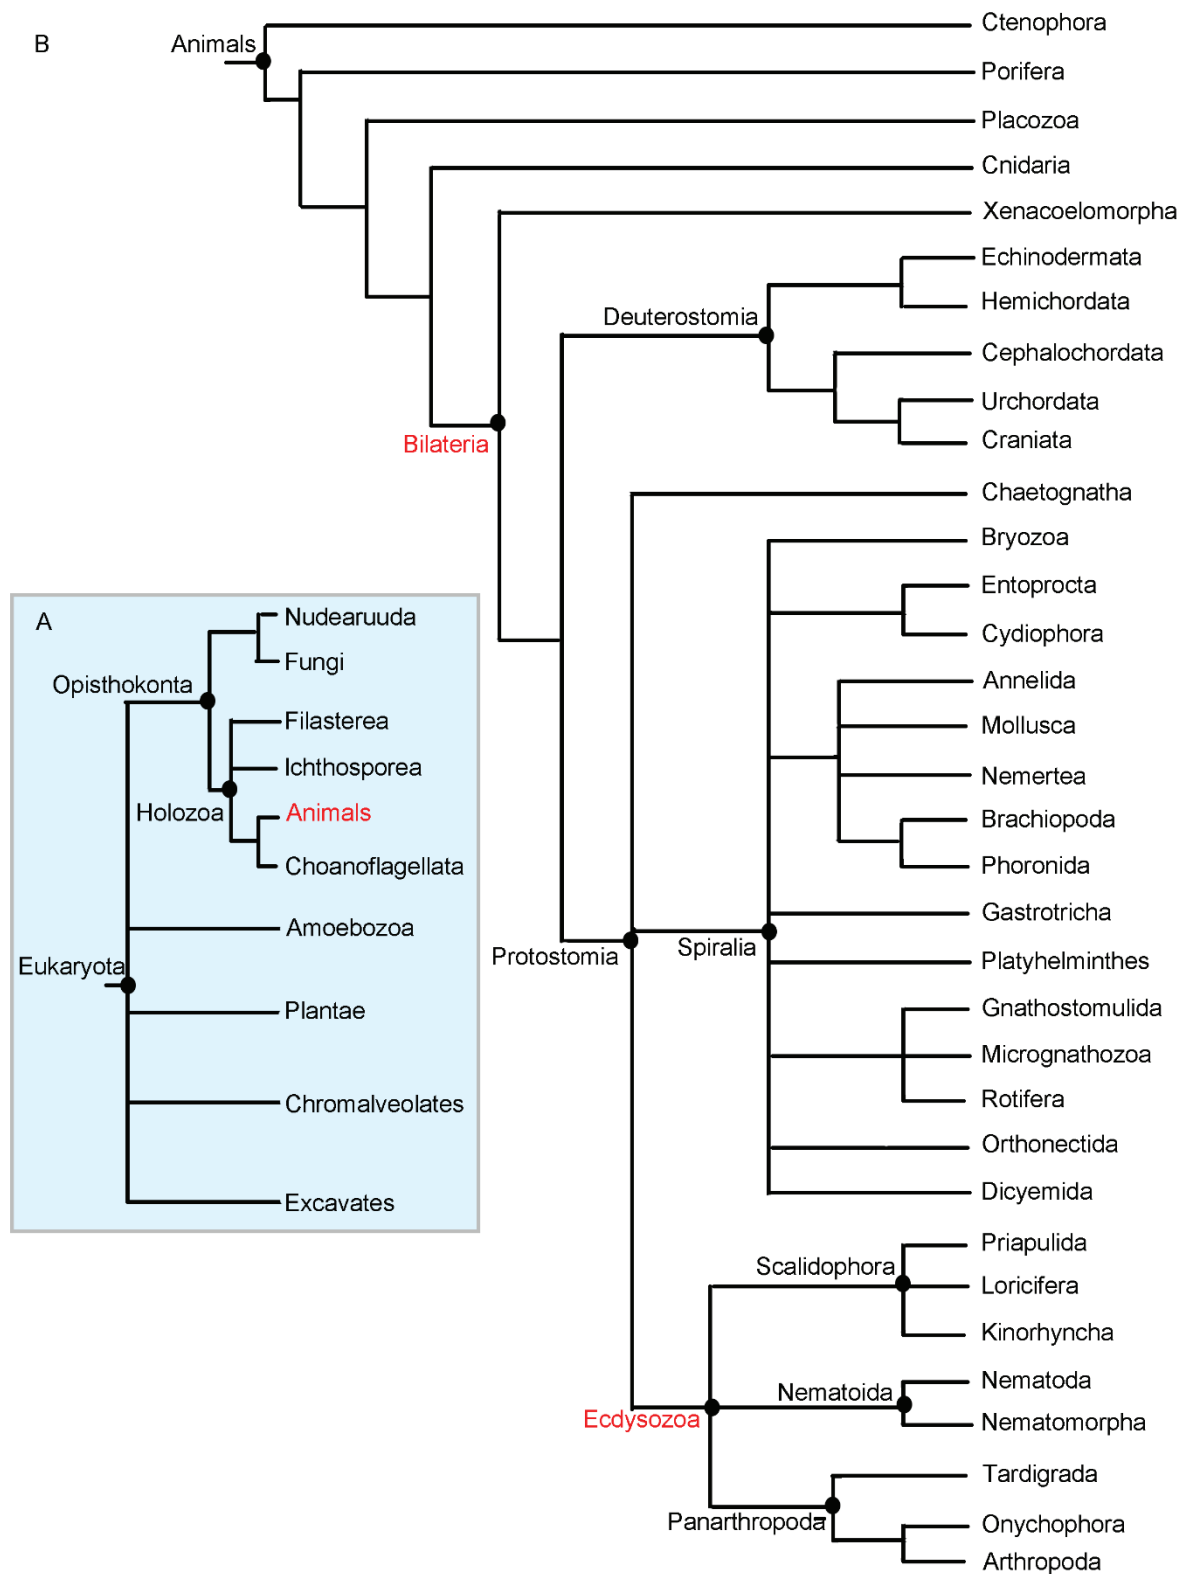 B
Animals
Ctenophora
Porifera
Placozoa
Cnidaria
Xenacoelomorpha
Echinodermata
Hemichordata
Deuterostomia
Cephalochordata
Urchordata
Craniata
Bilateria
Chaetognatha
Bryozoa
Entoprocta
Cydiophora
Annelida
Mollusca
Nemertea
Brachiopoda
Phoronida
Gastrotricha
Protostomia
Spiralia
Platyhelminthes
Gnathostomulida
Micrognathozoa
Rotifera
Orthonectida
Dicyemida
Priapulida
Scalidophora
Loricifera
Kinorhyncha
Nematoda
Nematoida
Ecdysozoa
Nematomorpha
Tardigrada
Panarthropoda
Onychophora
Arthropoda
A
Nudearuuda
Fungi
Opisthokonta
Filasterea
Ichthosporea
Holozoa
Animals
Choanoflagellata
Amoebozoa
Eukaryota
Plantae
Chromalveolates
Excavates